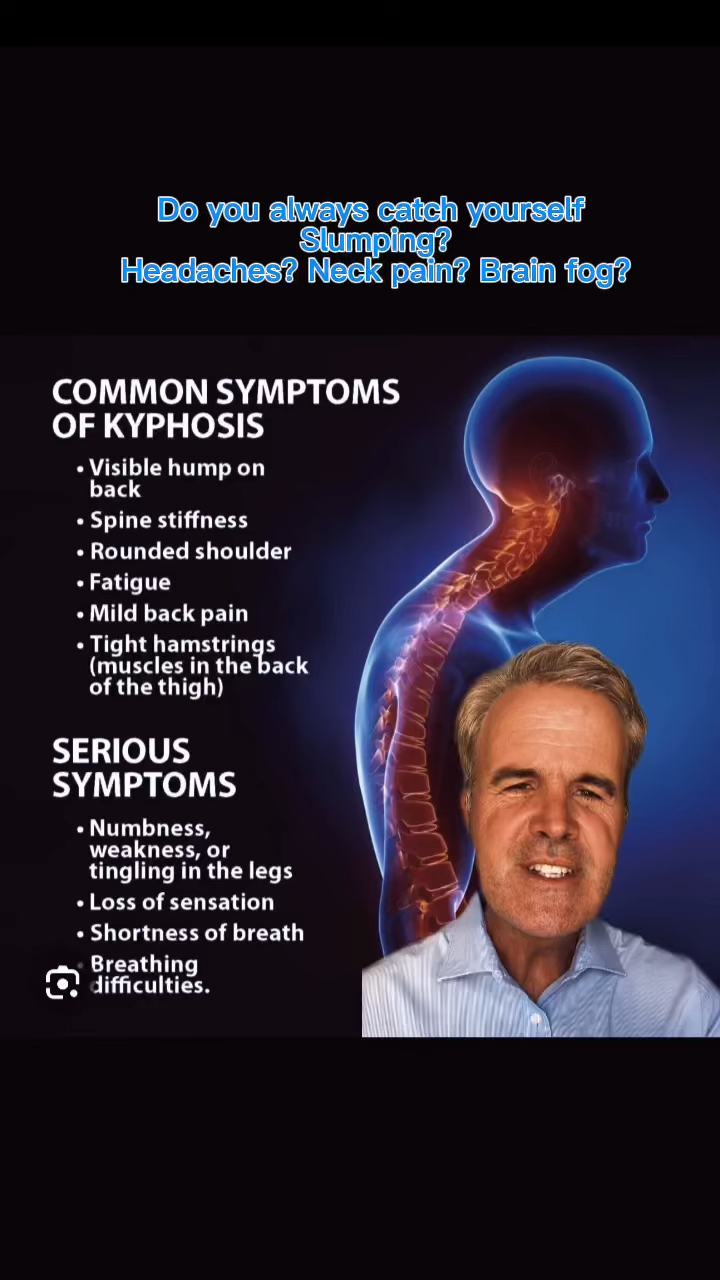 Do you always catch yourself
Slumping?
Headaches? Neck pain? Brain fog?
COMMON SYMPTOMS
OF KYPHOSIS
• Visible hump on
back
• Spine stiffness
• Rounded shoulder
• Fatigue
• Mild back pain
• Tight hamstrings
(muscles in the back
of the thigh)
SERIOUS
SYMPTOMS
• Numbness,
weakness, or
tingling in the legs
• Loss of sensation
• Shortness of breath
• Breathing
difficulties.